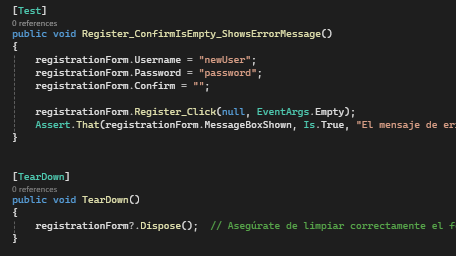 [Test]
0 references
public void Register_ConfirmIsEmpty_ShowsErrorMessage()
{
registrationForm.Username = "newUser";
registrationForm.Password = "password";
registrationForm.Confirm = "";
registrationForm.Register_Click(null, EventArgs.Empty);
Assert.That(registrationForm.MessageBoxShown, Is.True, "El mensaje de er
}
[TearDown]
0 references
public void TearDown()
{
registrationForm?.Dispose(); // Asegúrate de limpiar correctamente el f
}